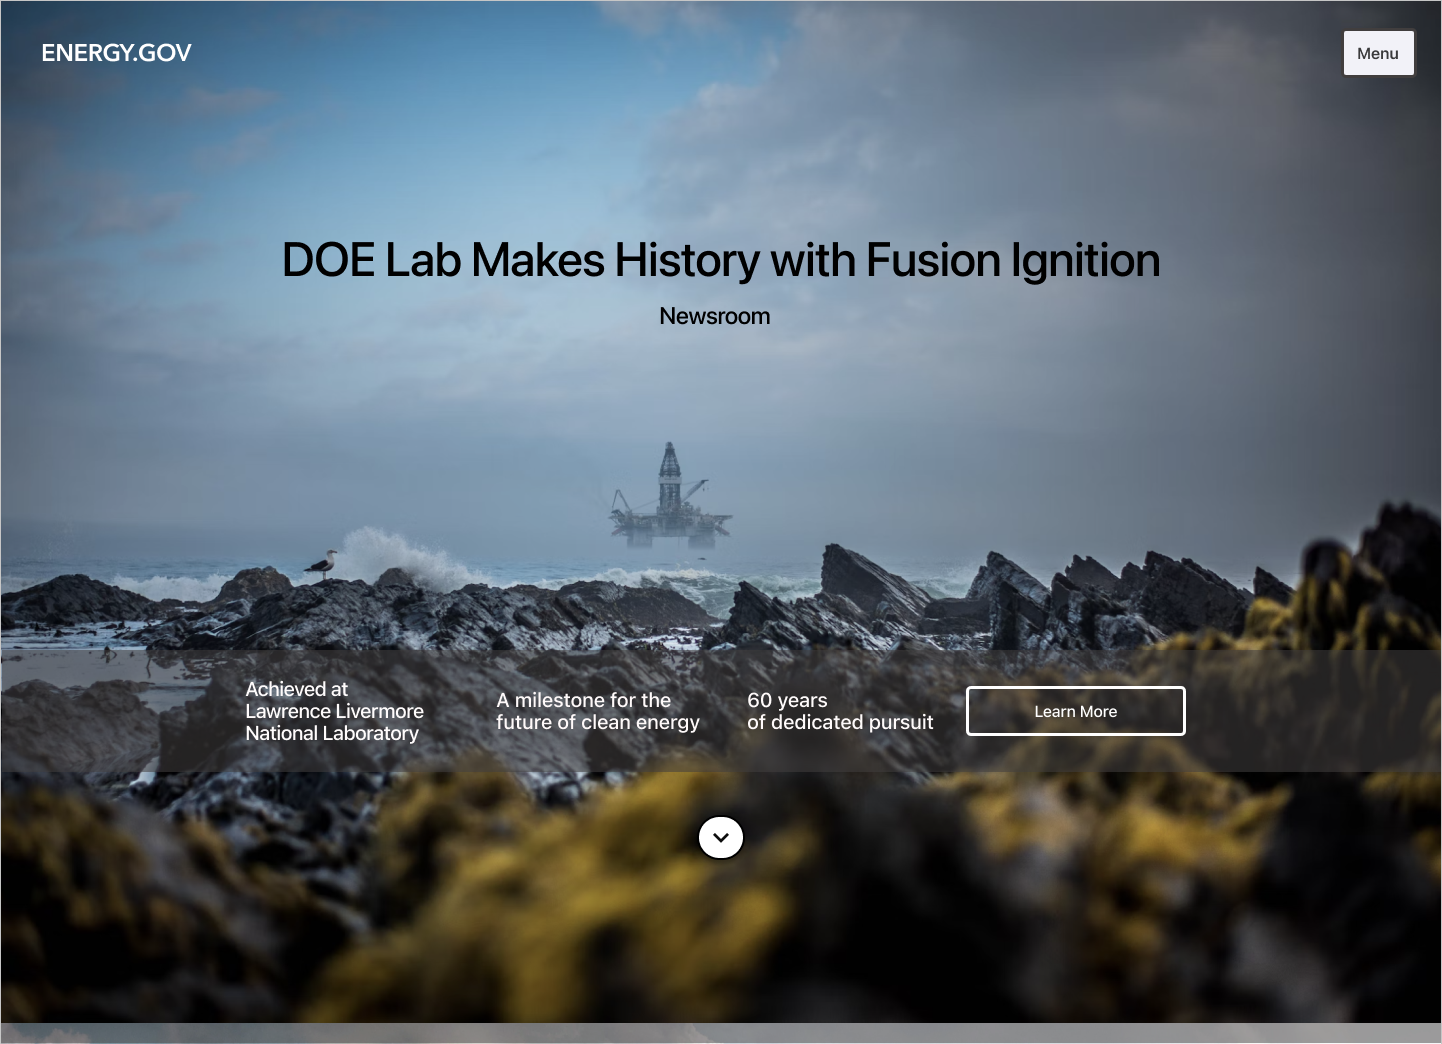 ENERGY.GOV
Menu
DOE Lab Makes History with Fusion Ignition
Newsroom
Achieved at
Lawrence Livermore
National Laboratory
A milestone for the
future of clean energy
60 years
of dedicated pursuit
Learn More